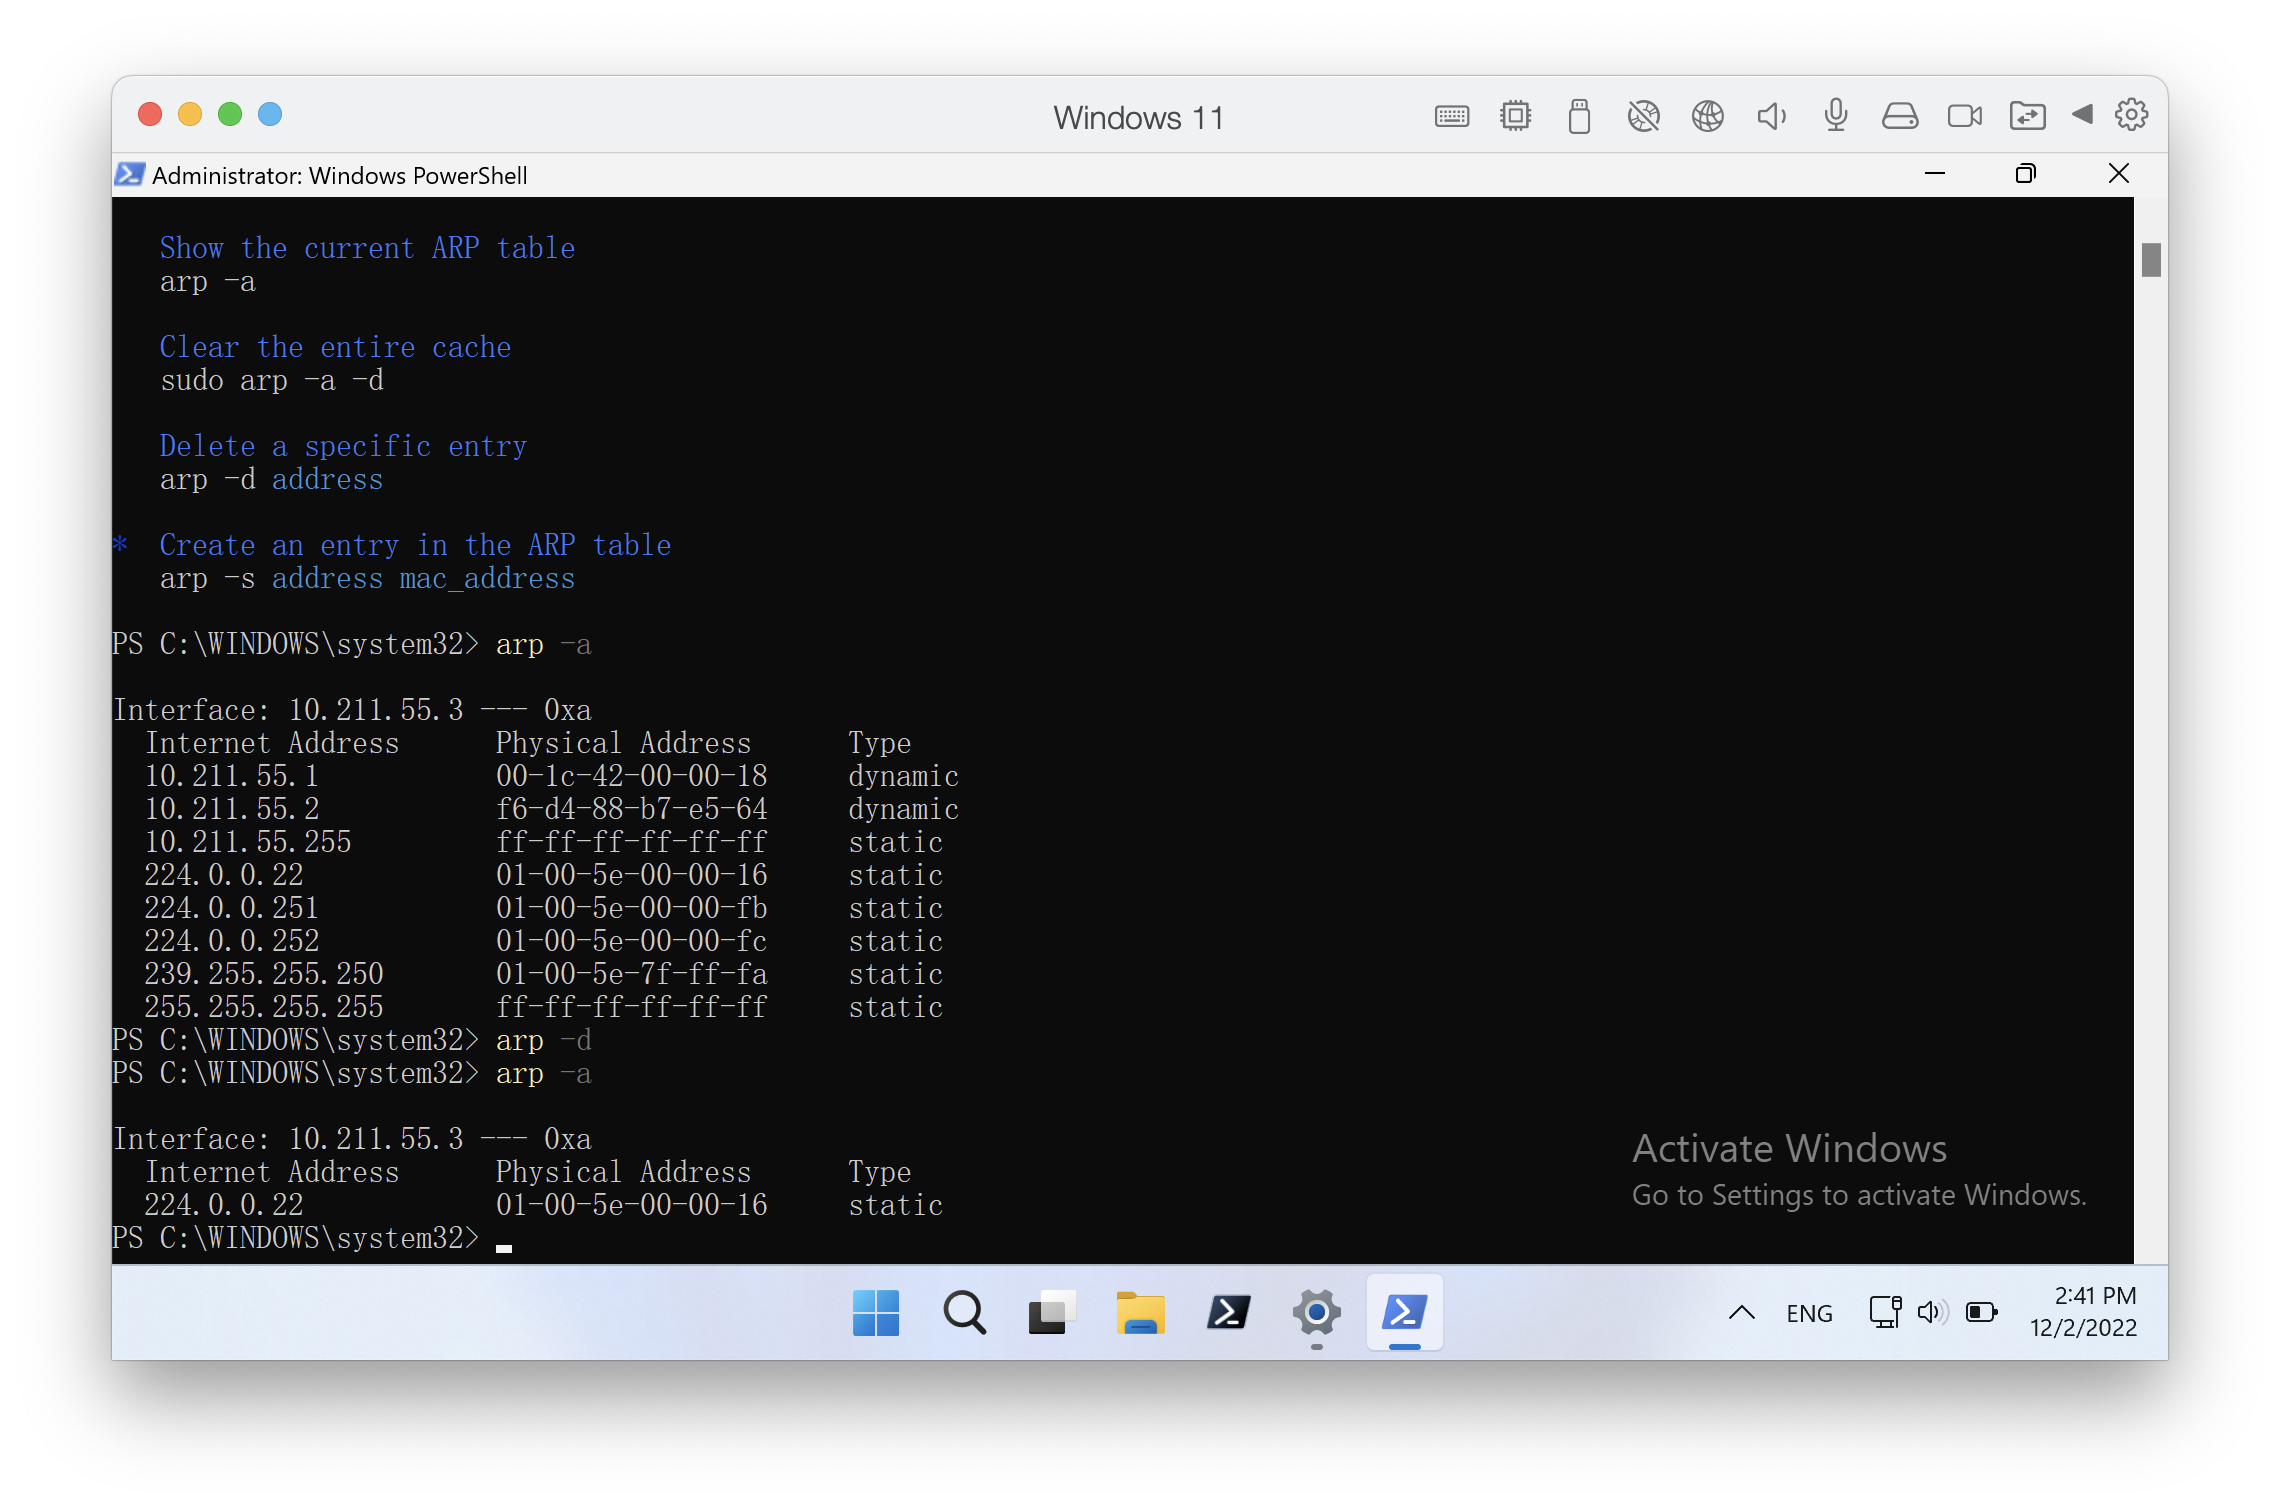 Windows 11
Administrator: Windows PowerShell
Show the current ARP table
arp -a
Clear the entire cache
sudo arp -a -d
Delete a specific entry
arp -d address
* Create an entry in the ARP table
arp -s address mac_address
PS C:\WINDOWS\system32> arp -a
Interface: 10.211.55.3 --- 0xa
Internet Address Physical Address Type
10.211.55.1 00-1c-42-00-00-18 dynamic
10.211.55.2 f6-d4-88-b7-e5-64 dynamic
10.211.55.255 ff-ff-ff-ff-ff-ff static
224.0.0.22 01-00-5e-00-00-16 static
224.0.0.251 01-00-5e-00-00-fb static
224.0.0.252 01-00-5e-00-00-fc static
239.255.255.250 01-00-5e-7f-ff-fa static
255.255.255.255 ff-ff-ff-ff-ff-ff static
PS C:\WINDOWS\system32> arp -d
PS C:\WINDOWS\system32> arp -a
Interface: 10.211.55.3 --- 0xa
Internet Address Physical Address Type
224.0.0.22 01-00-5e-00-00-16 static
PS C:\WINDOWS\system32>
Activate Windows
Go to Settings to activate Windows.
ENG
2:41 PM
12/2/2022